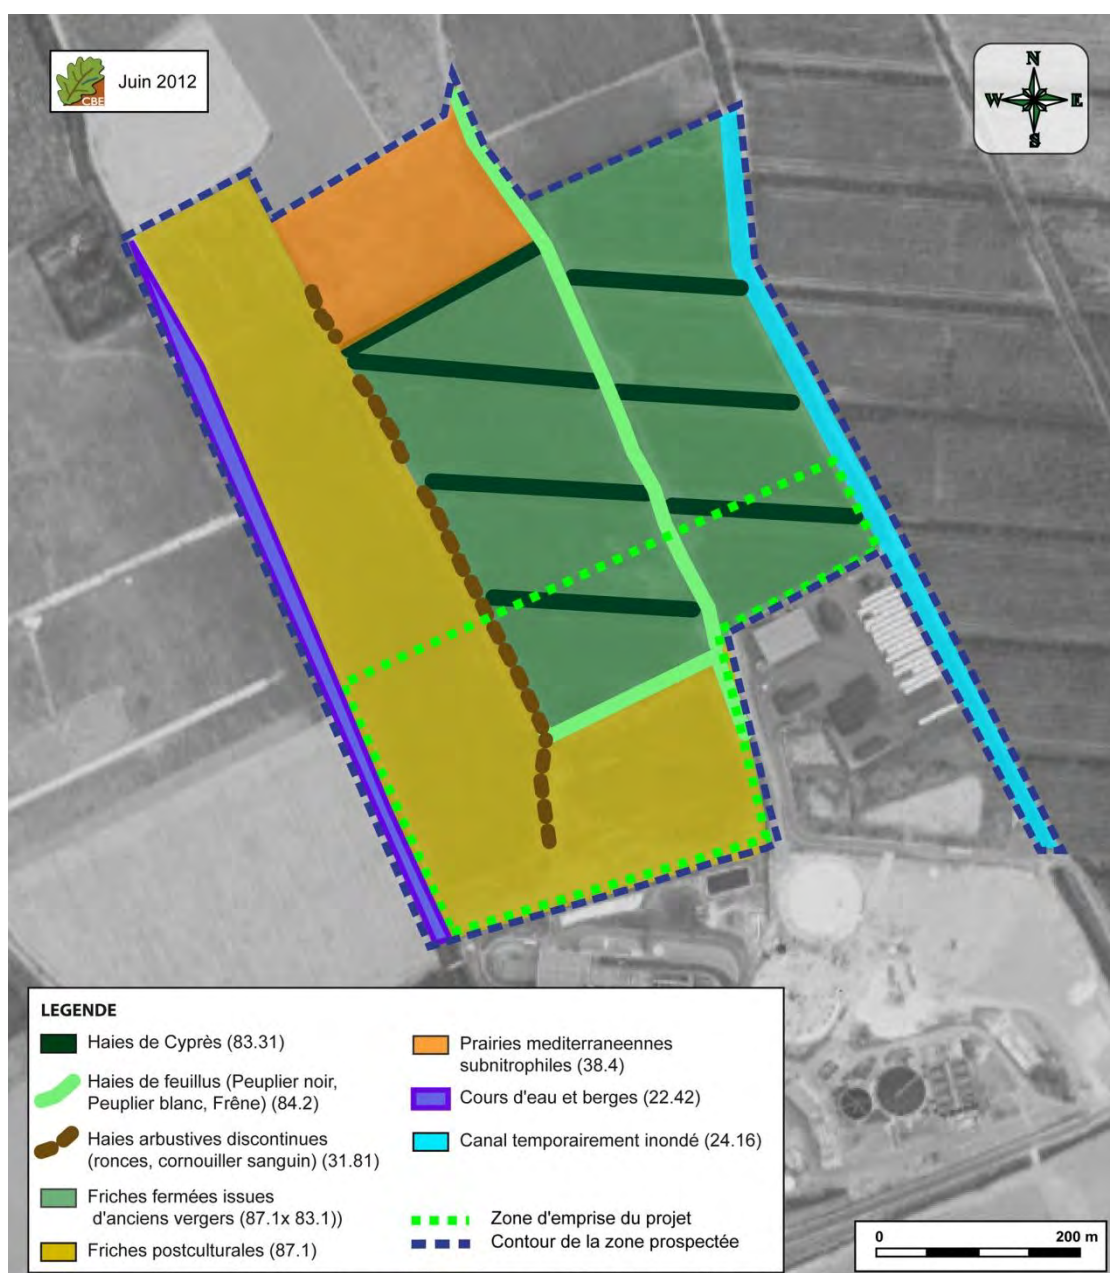 CBE
Juin 2012
N
W E
S
LEGENDE
Haies de Cyprès (83.31)
Haies de feuillus (Peuplier noir,
Peuplier blanc, Frêne) (84.2)
Haies arbustives discontinues
(ronces, cornouiller sanguin) (31.81)
Friches fermées issues
d'anciens vergers (87.1x 83.1))
Friches postculturales (87.1)
Prairies mediterraneennes
subnitrophiles (38.4)
Cours d'eau et berges (22.42)
Canal temporairement inondé (24.16)
Zone d'emprise du projet
Contour de la zone prospectée
0 200 m